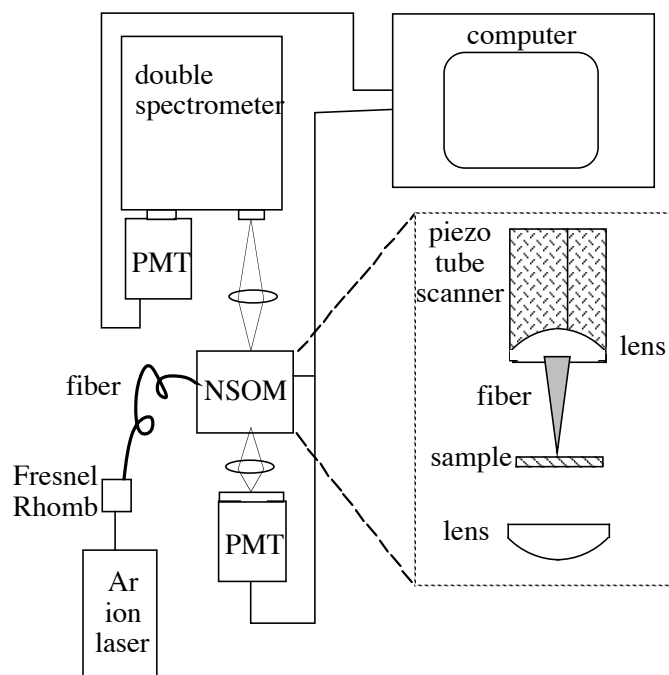 computer
double
spectrometer
PMT
piezo
tube
scanner
lens
fiber
NSOM
fiber
sample
Fresnel
Rhomb
lens
PMT
Ar
ion
laser